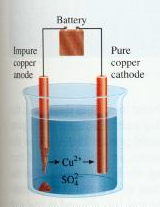 Battery
Impure
copper
anode
Pure
copper
cathode
Cu²⁺
SO₄²⁻